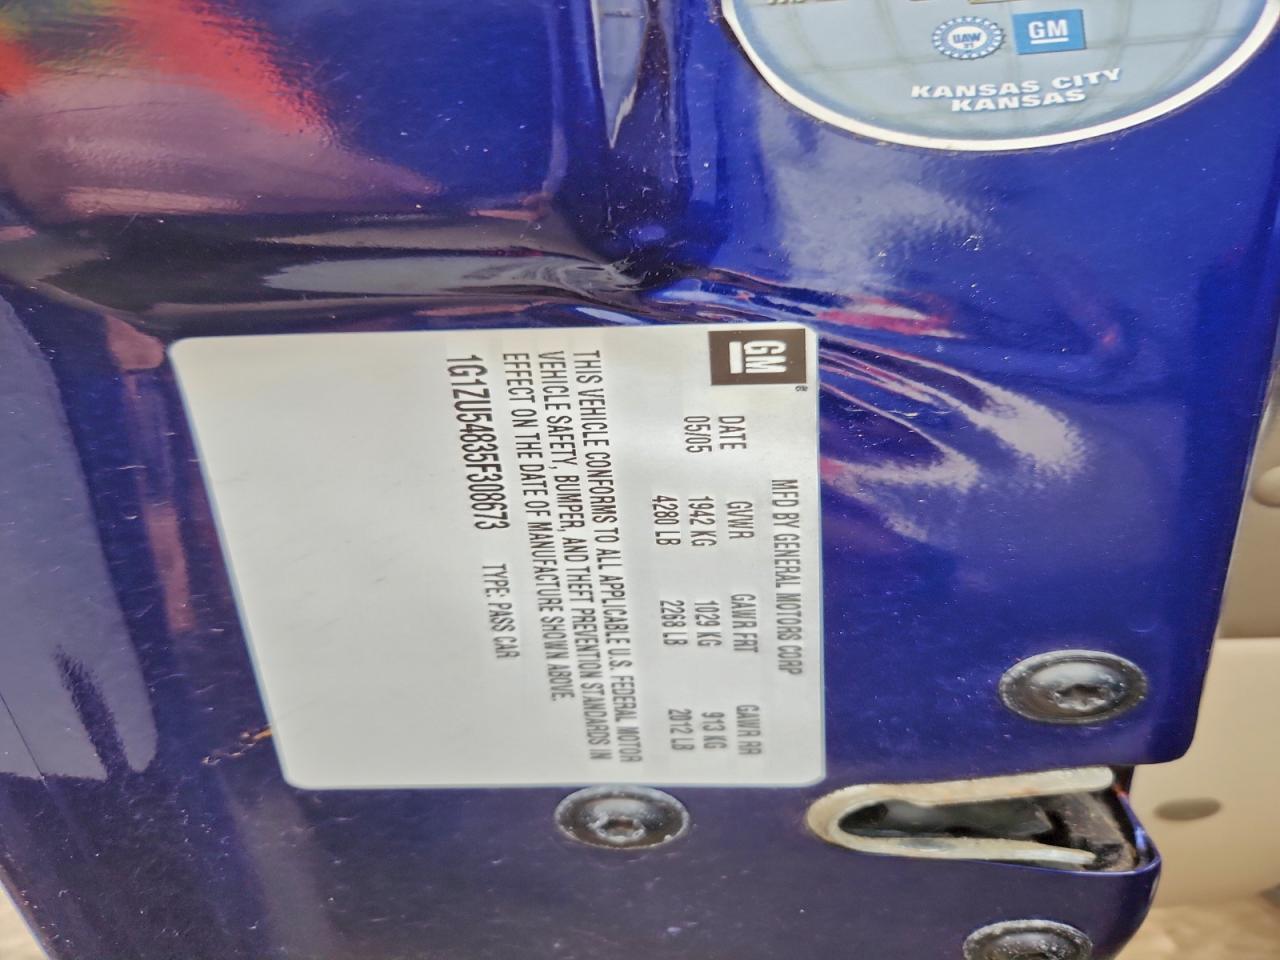 UAW
31
GM
KANSAS CITY
KANSAS
GM
®
MFD BY GENERAL MOTORS CORP
DATE GVWR GAWR FRT GAWR RR
05/05 1942 KG 1029 KG 913 KG
4280 LB 2268 LB 2012 LB
THIS VEHICLE CONFORMS TO ALL APPLICABLE U.S. FEDERAL MOTOR
VEHICLE SAFETY, BUMPER, AND THEFT PREVENTION STANDARDS IN
EFFECT ON THE DATE OF MANUFACTURE SHOWN ABOVE.
1G1ZU54835F308673 TYPE: PASS CAR